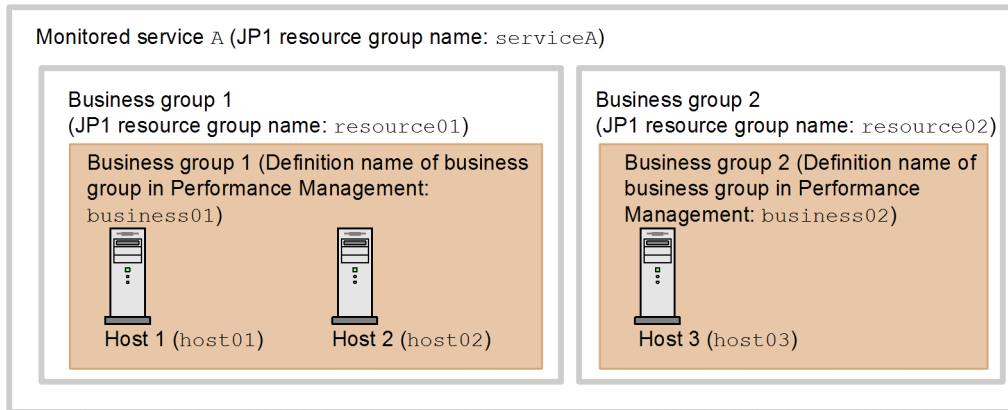 Monitored service A (JP1 resource group name: serviceA)
Business group 1
(JP1 resource group name: resource01)
Business group 1 (Definition name of business
group in Performance Management:
business01)
Host 1 (host01)
Host 2 (host02)
Business group 2
(JP1 resource group name: resource02)
Business group 2 (Definition name of
business group in Performance
Management: business02)
Host 3 (host03)